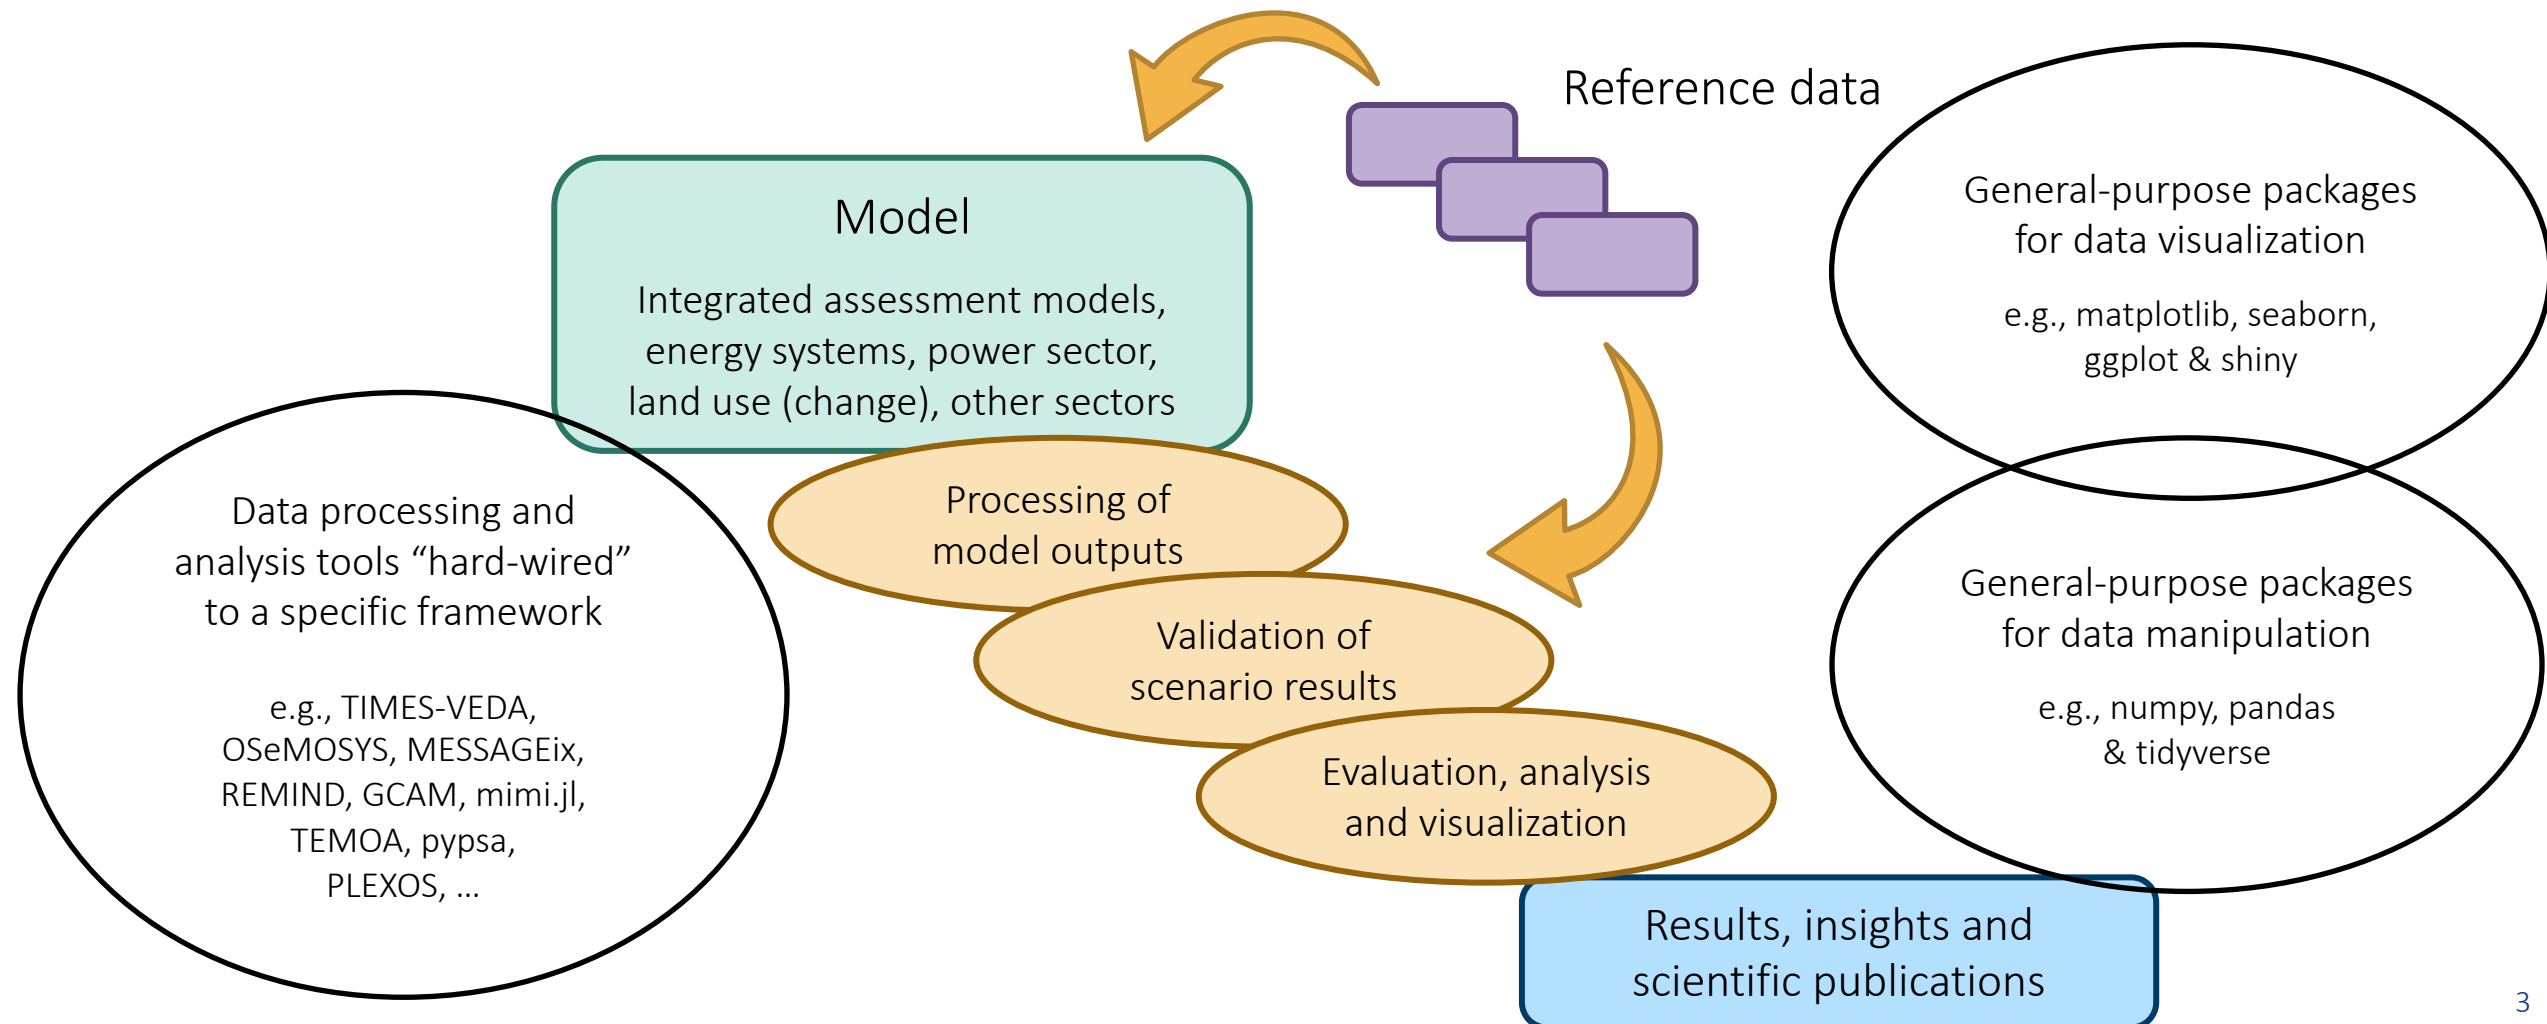 Reference data
Model
Integrated assessment models,
energy systems, power sector,
land use (change), other sectors
General-purpose packages
for data visualization
e.g., matplotlib, seaborn,
ggplot & shiny
Data processing and
analysis tools “hard-wired”
to a specific framework
e.g., TIMES-VEDA,
OSeMOSYS, MESSAGEix,
REMIND, GCAM, mimi.jl,
TEMOA, pypsa,
PLEXOS, ...
Processing of
model outputs
Validation of
scenario results
Evaluation, analysis
and visualization
General-purpose packages
for data manipulation
e.g., numpy, pandas
& tidyverse
Results, insights and
scientific publications
3